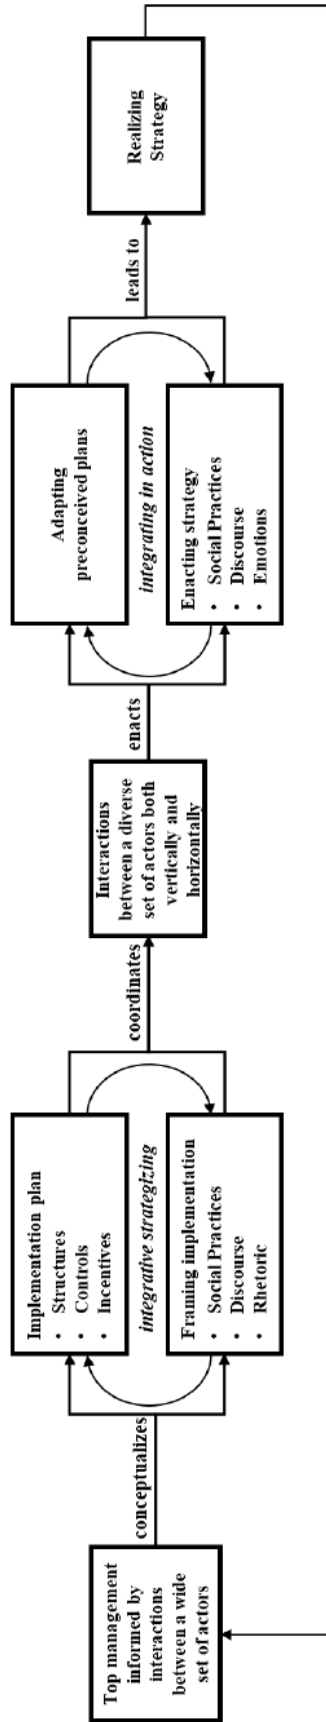 Top management
informed by
interactions
between a wide
set of actors
conceptualizes
Implementation plan
• Structures
• Controls
• Incentives
integrative strategizing
Framing implementation
• Social Practices
• Discourse
• Rhetoric
coordinates
Interactions
between a diverse
set of actors both
vertically and
horizontally
enacts
Adapting
preconceived plans
integrating in action
Enacting strategy
• Social Practices
• Discourse
• Emotions
leads to
Realizing
Strategy